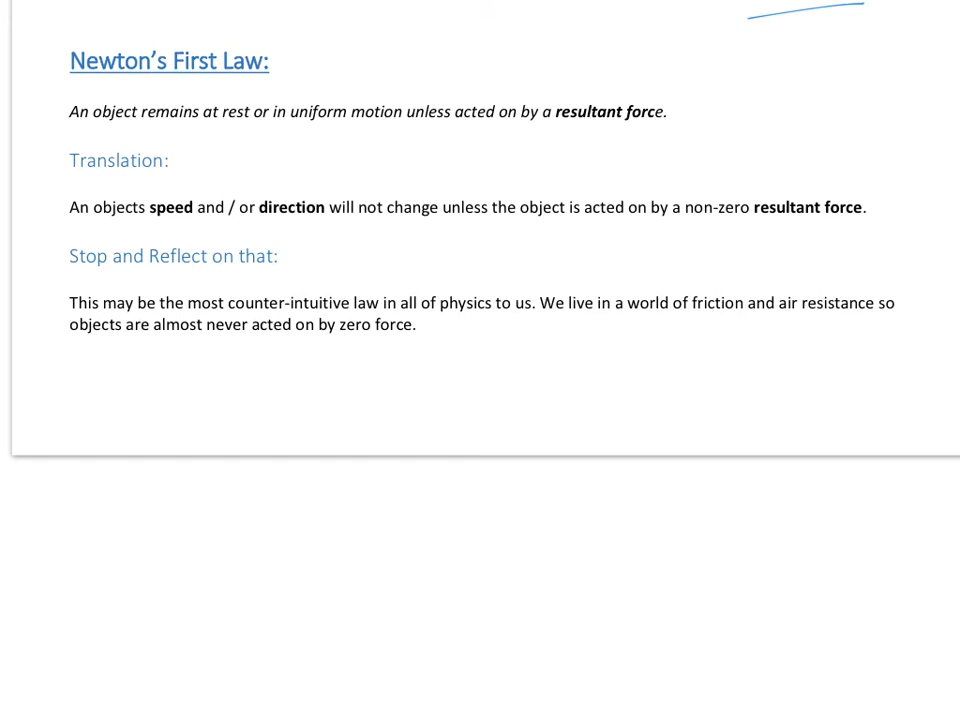 Newton’s First Law:
An object remains at rest or in uniform motion unless acted on by a resultant force.
Translation:
An objects speed and / or direction will not change unless the object is acted on by a non-zero resultant force.
Stop and Reflect on that:
This may be the most counter-intuitive law in all of physics to us. We live in a world of friction and air resistance so
objects are almost never acted on by zero force.